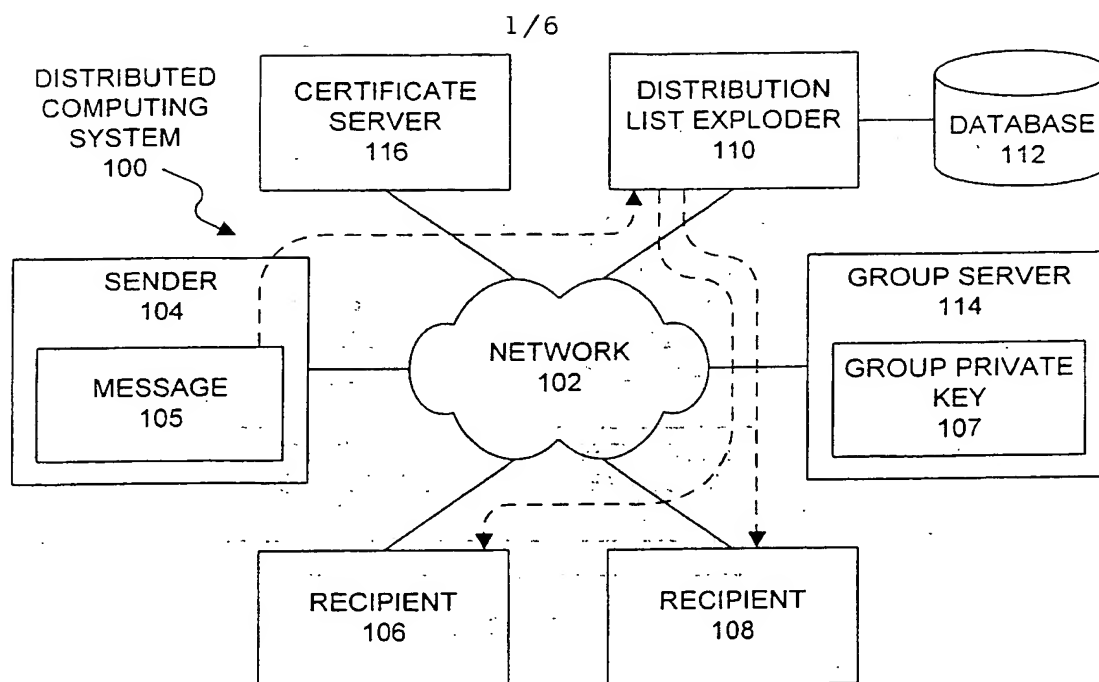 1/6
DISTRIBUTED
COMPUTING
SYSTEM
100
CERTIFICATE
SERVER
116
DISTRIBUTION
LIST EXPLODER
110
DATABASE
112
SENDER
104
MESSAGE
105
NETWORK
102
GROUP SERVER
114
GROUP PRIVATE
KEY
107
RECIPIENT
106
RECIPIENT
108